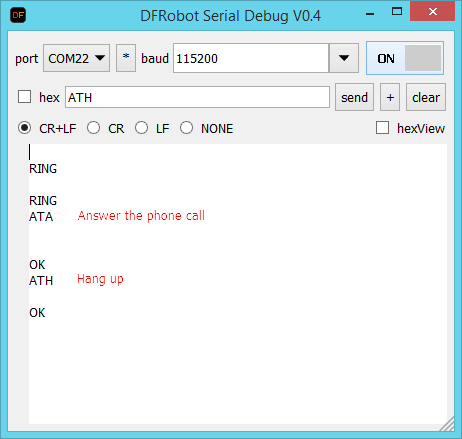 DF DFRobot Serial Debug V0.4
port COM22 * baud 115200 ON
hex ATH send + clear
CR+LF CR LF NONE hexView
RING
RING
ATA Answer the phone call
OK
ATH Hang up
OK